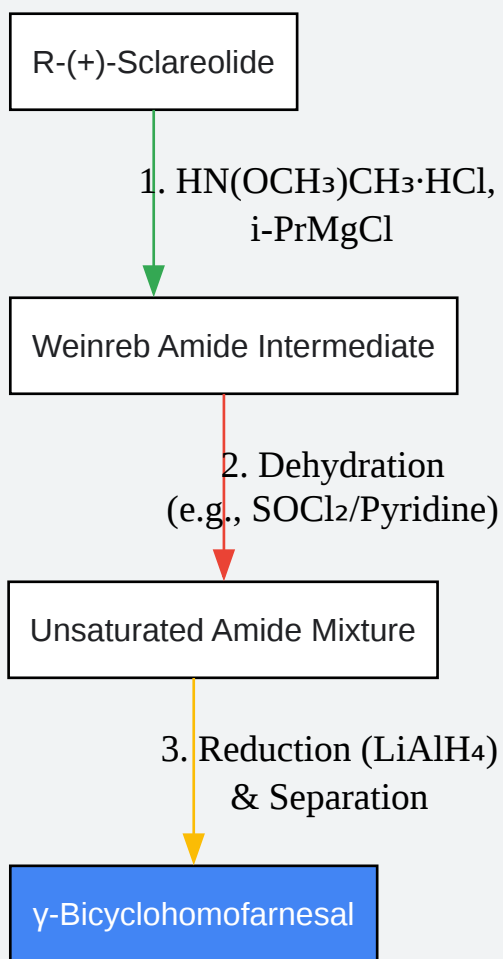 R-(+)-Sclareolide
1. HN(OCH₃)CH₃·HCl,
i-PrMgCl
Weinreb Amide Intermediate
2. Dehydration
(e.g., SOCl₂/Pyridine)
Unsaturated Amide Mixture
3. Reduction (LiAlH₄)
& Separation
γ-Bicyclohomofarnesal